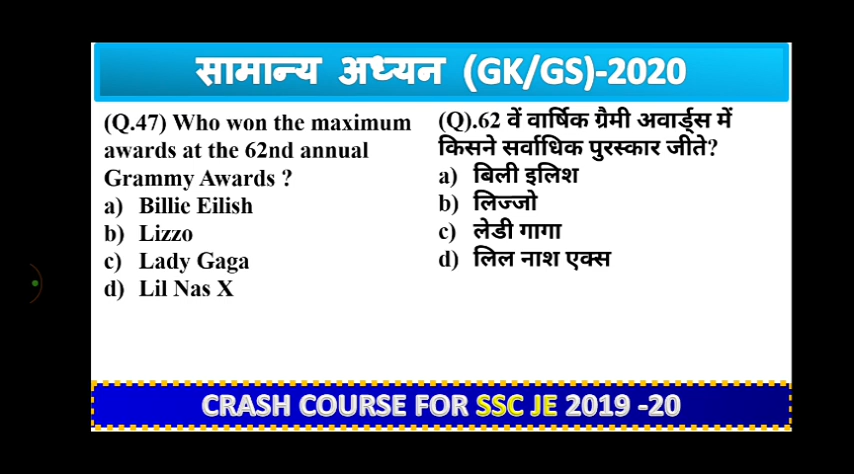 सामान्य अध्यन (GK/GS)-2020
(Q.47) Who won the maximum
awards at the 62nd annual
Grammy Awards ?
a) Billie Eilish
b) Lizzo
c) Lady Gaga
d) Lil Nas X
(Q).62 वें वार्षिक ग्रैमी अवार्ड्स में
किसने सर्वाधिक पुरस्कार जीते?
a) बिली इलिश
b) लिज्जो
c) लेडी गागा
d) लिल नाश एक्स
CRASH COURSE FOR SSC JE 2019 -20